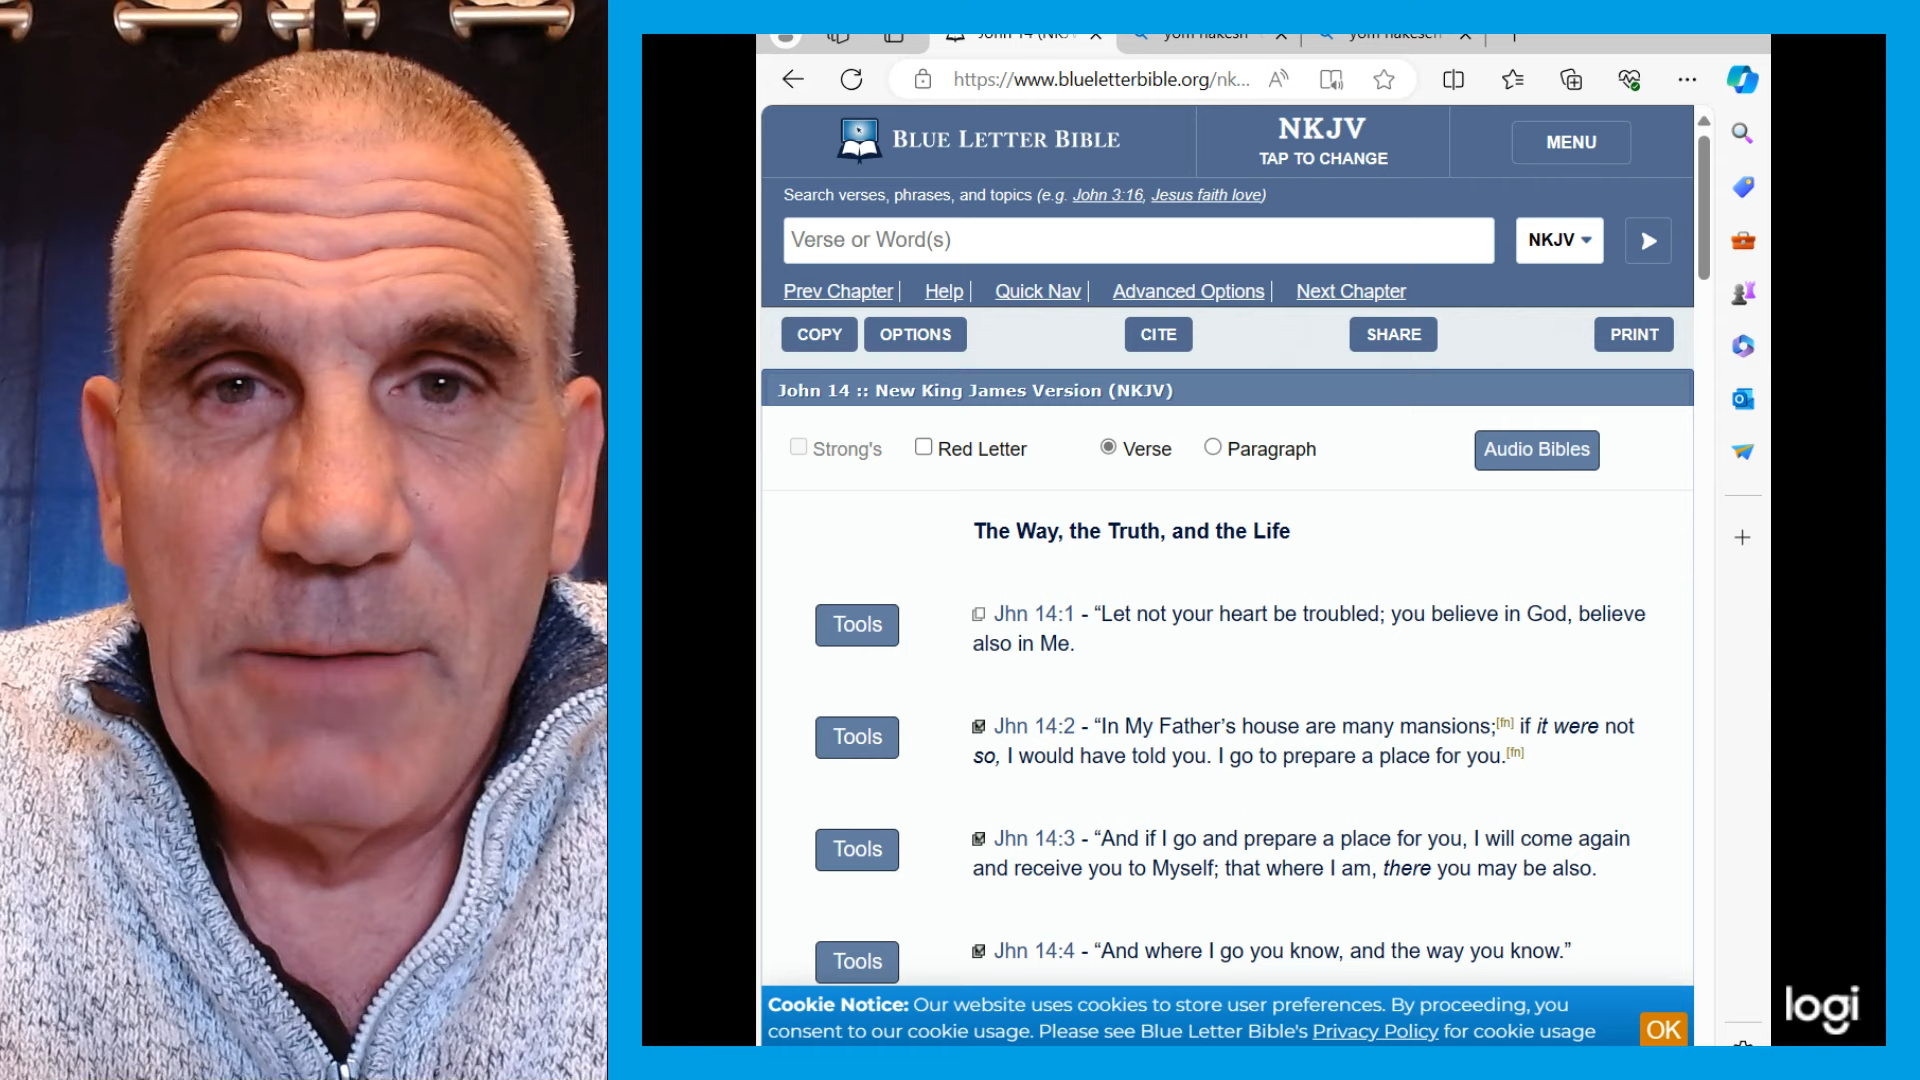 John 14 (NK
yom hakesh
yom hakeseh
https://www.blueletterbible.org/nk...
BLUE LETTER BIBLE
NKJV
TAP TO CHANGE
MENU
Search verses, phrases, and topics (e.g. John 3:16, Jesus faith love)
Verse or Word(s)
NKJV
Prev Chapter | Help | Quick Nav | Advanced Options | Next Chapter
COPY OPTIONS CITE SHARE PRINT
John 14 :: New King James Version (NKJV)
Strong's Red Letter Verse Paragraph Audio Bibles
The Way, the Truth, and the Life
Tools
Jhn 14:1 - “Let not your heart be troubled; you believe in God, believe
also in Me.
Tools
Jhn 14:2 - “In My Father’s house are many mansions;[fn] if it were not
so, I would have told you. I go to prepare a place for you.[fn]
Tools
Jhn 14:3 - “And if I go and prepare a place for you, I will come again
and receive you to Myself; that where I am, there you may be also.
Tools
Jhn 14:4 - “And where I go you know, and the way you know.”
Cookie Notice: Our website uses cookies to store user preferences. By proceeding, you
consent to our cookie usage. Please see Blue Letter Bible's Privacy Policy for cookie usage
OK
logi